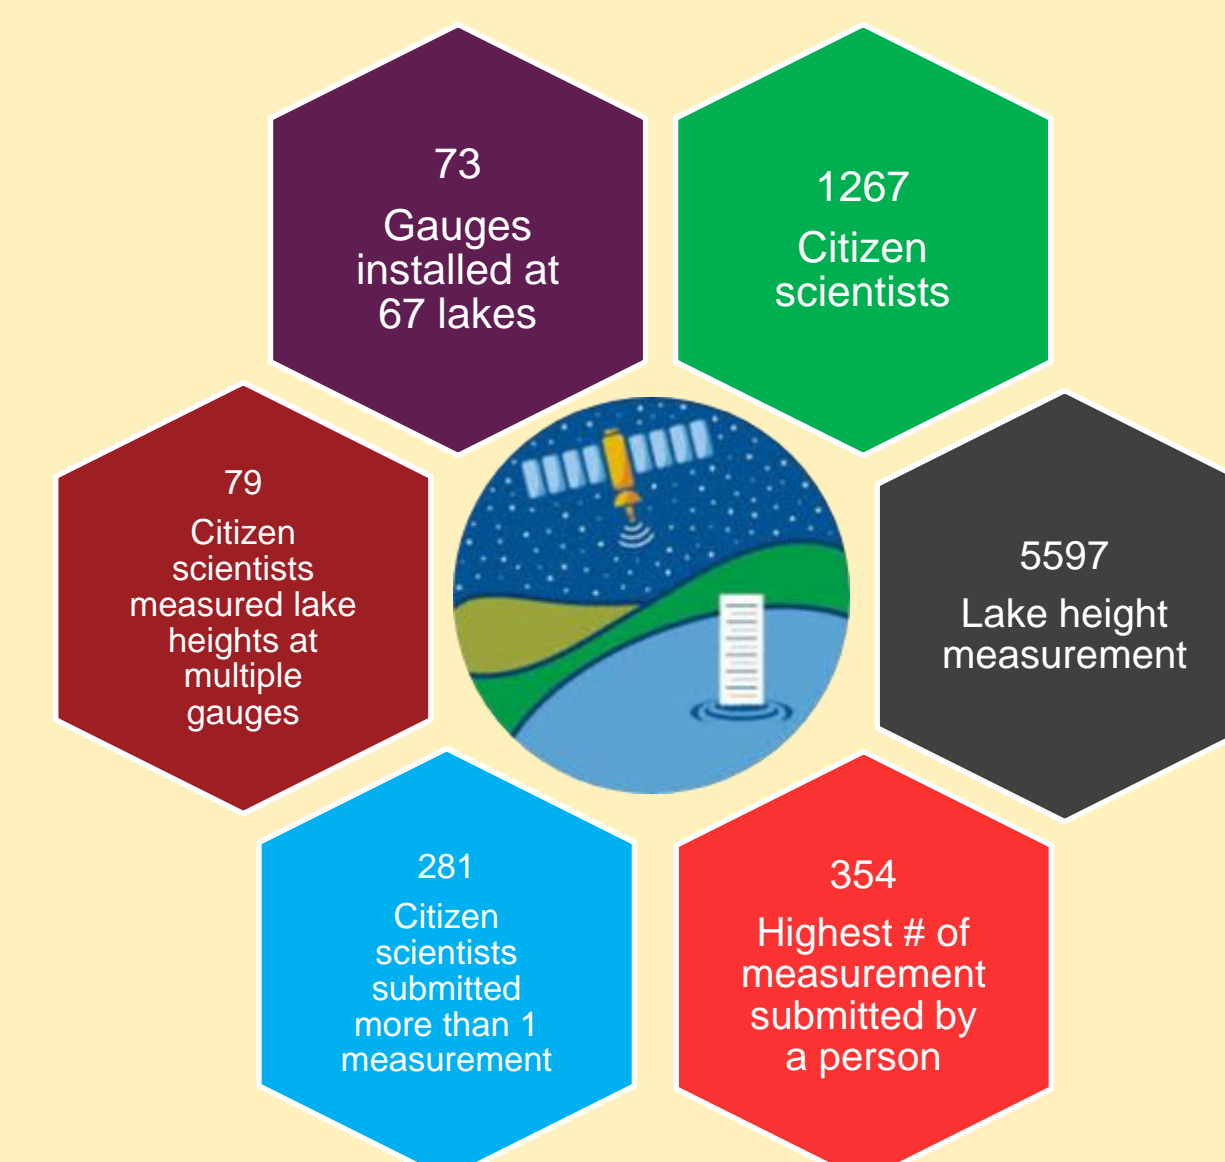 73
Gauges
installed at
67 lakes
1267
Citizen
scientists
79
Citizen
scientists
measured lake
heights at
multiple
gauges
5597
Lake height
measurement
281
Citizen
scientists
submitted
more than 1
measurement
354
Highest # of
measurement
submitted by
a person